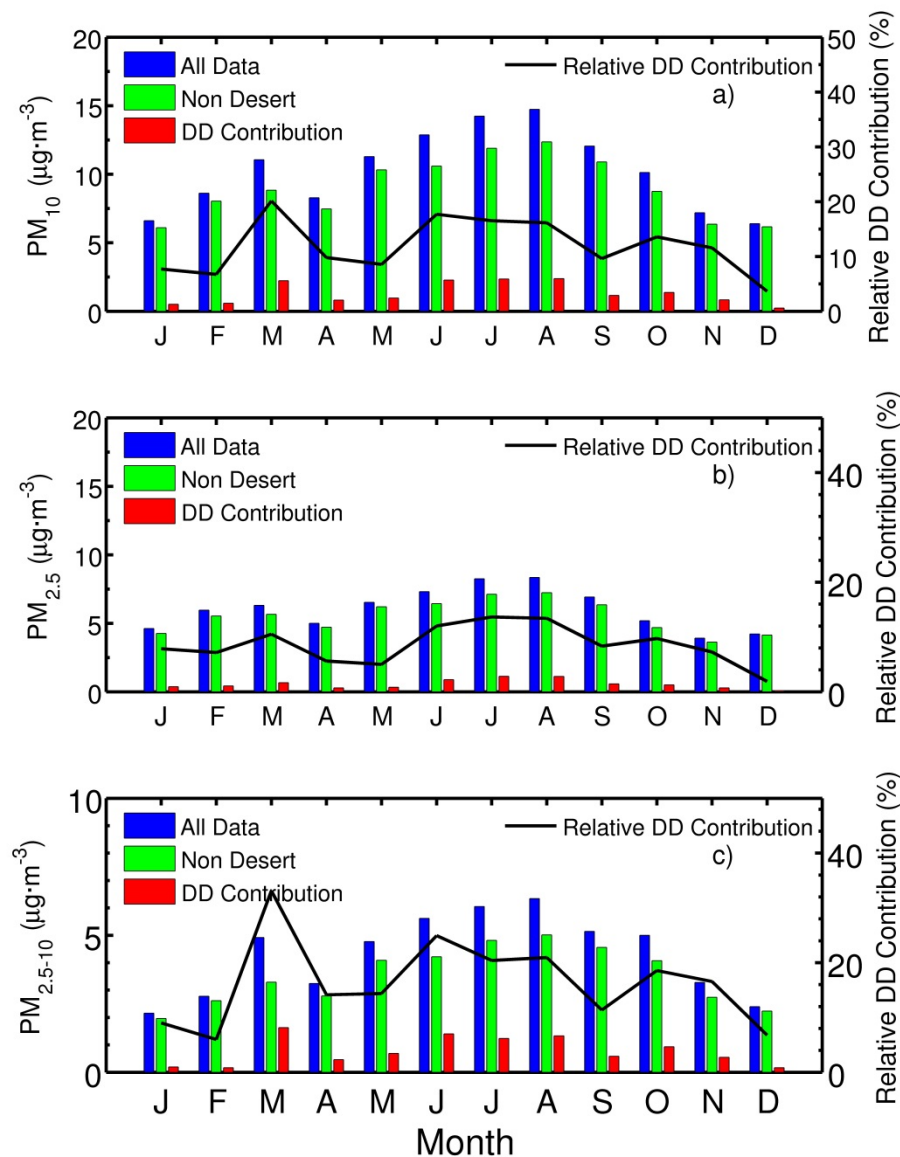 20 50
All Data Relative DD Contribution
Non Desert a)
DD Contribution
15 40
10 30
5 20
10
0 0
PM10 (µg·m-3)
Relative DD Contribution (%)
J F M A M J J A S O N D
20
All Data Relative DD Contribution
Non Desert b)
DD Contribution
15 40
10
5 20
0 0
PM2.5 (µg·m-3)
Relative DD Contribution (%)
J F M A M J J A S O N D
10
All Data Relative DD Contribution
Non Desert c)
DD Contribution
40
5
20
0 0
PM2.5-10 (µg·m-3)
Relative DD Contribution (%)
J F M A M J J A S O N D
Month